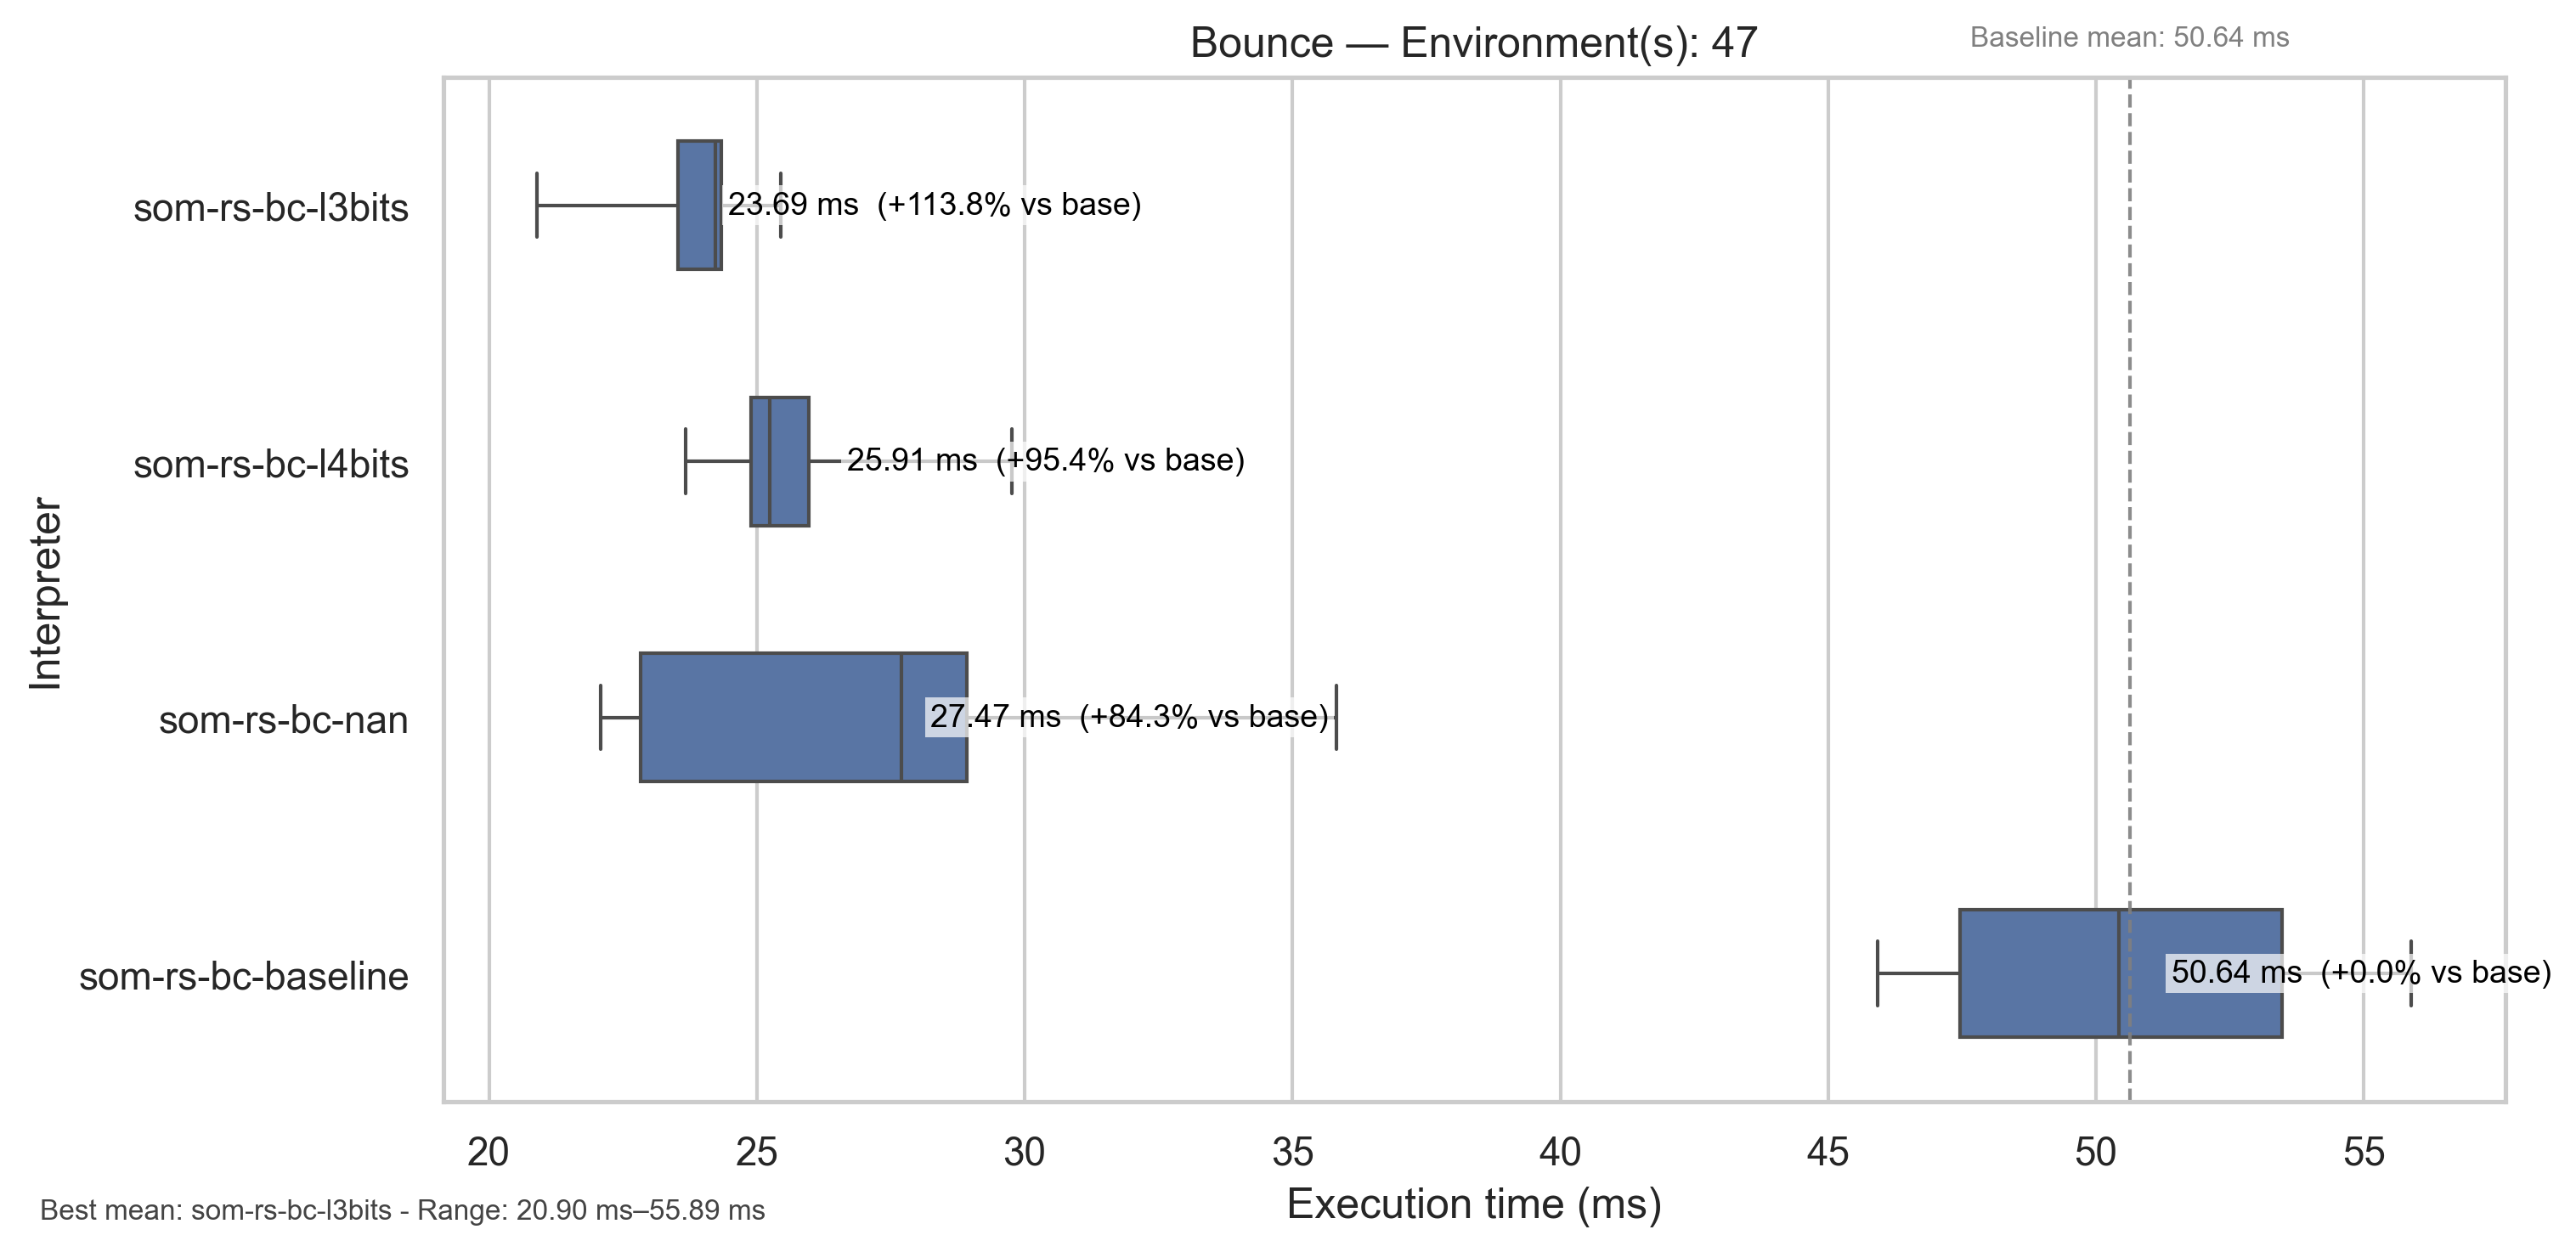 Bounce — Environment(s): 47
Baseline mean: 50.64 ms
Interpreter
som-rs-bc-l3bits
23.69 ms (+113.8% vs base)
som-rs-bc-l4bits
25.91 ms (+95.4% vs base)
som-rs-bc-nan
27.47 ms (+84.3% vs base)
som-rs-bc-baseline
50.64 ms (+0.0% vs base)
20 25 30 35 40 45 50 55
Execution time (ms)
Best mean: som-rs-bc-l3bits - Range: 20.90 ms–55.89 ms